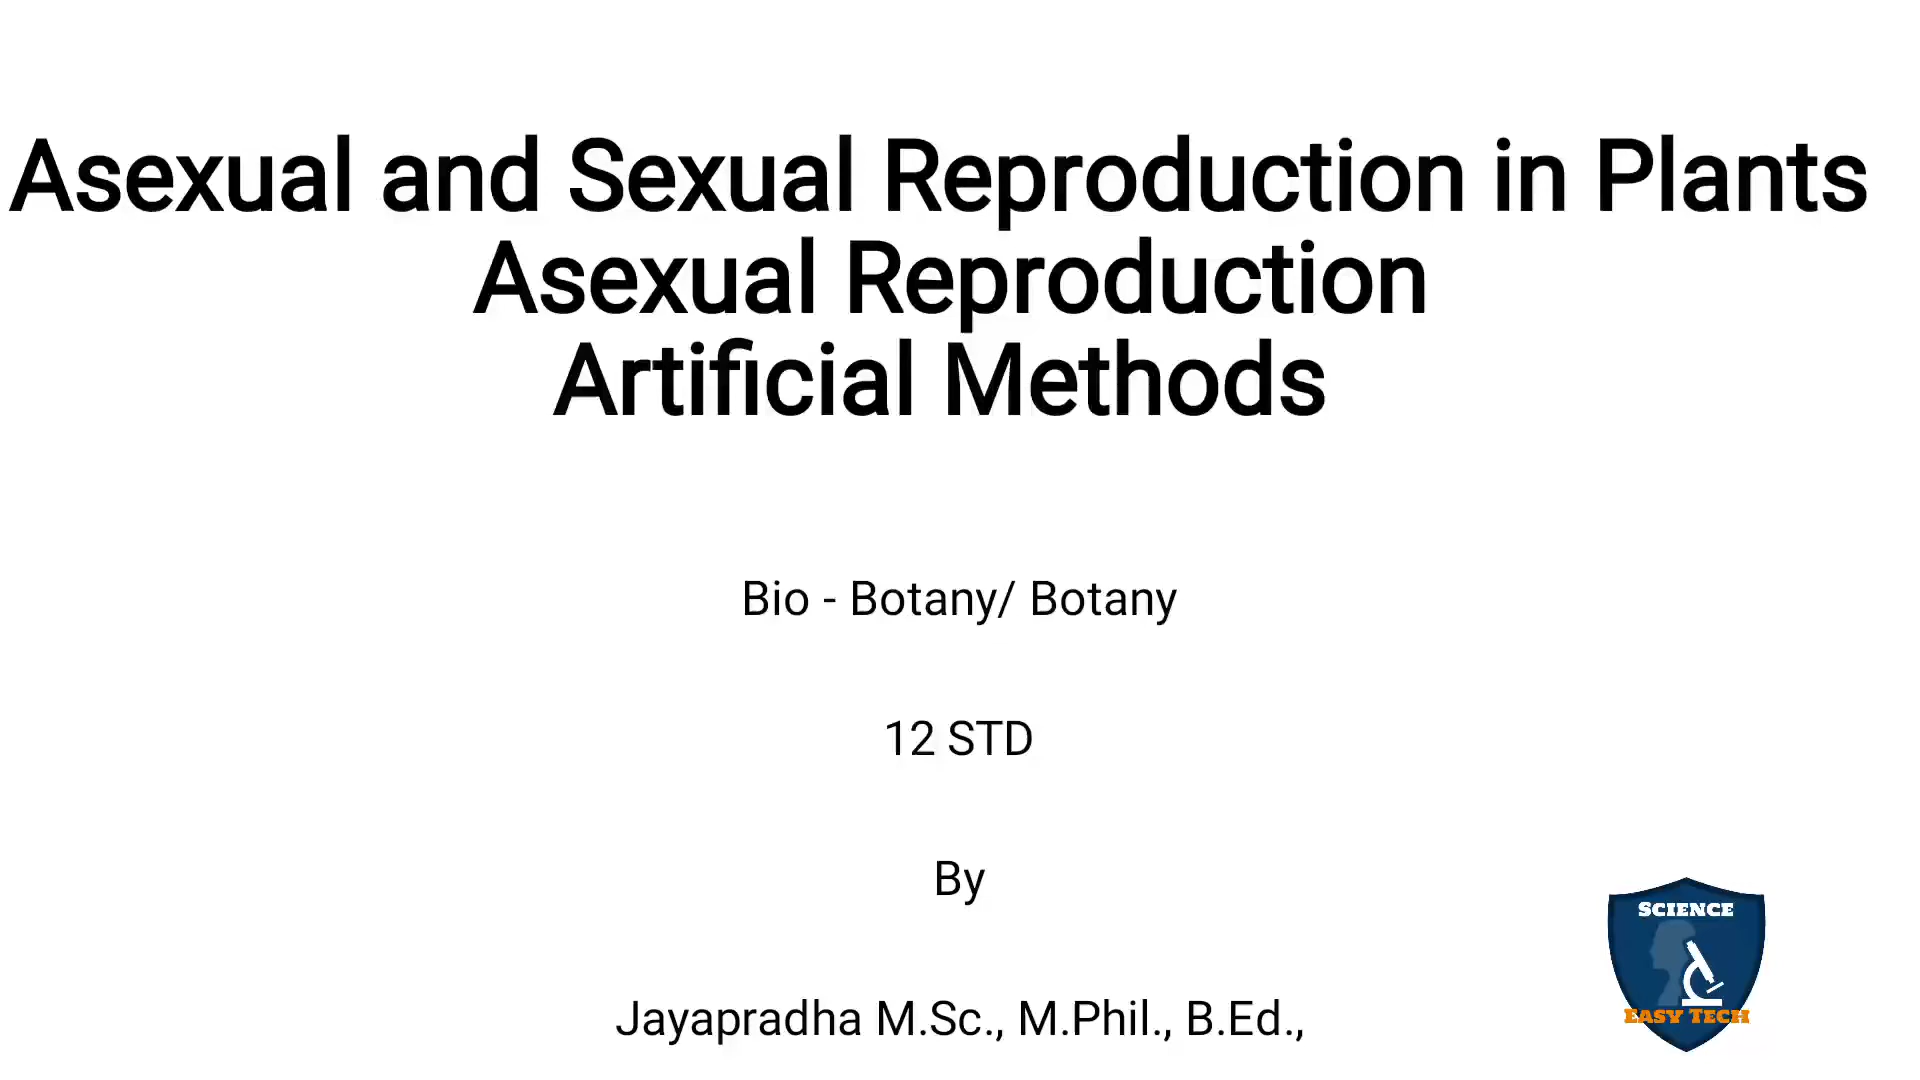 Asexual and Sexual Reproduction in Plants
Asexual Reproduction
Artificial Methods
Bio - Botany/ Botany
12 STD
By
Jayapradha M.Sc., M.Phil., B.Ed.,
SCIENCE
EASY TECH